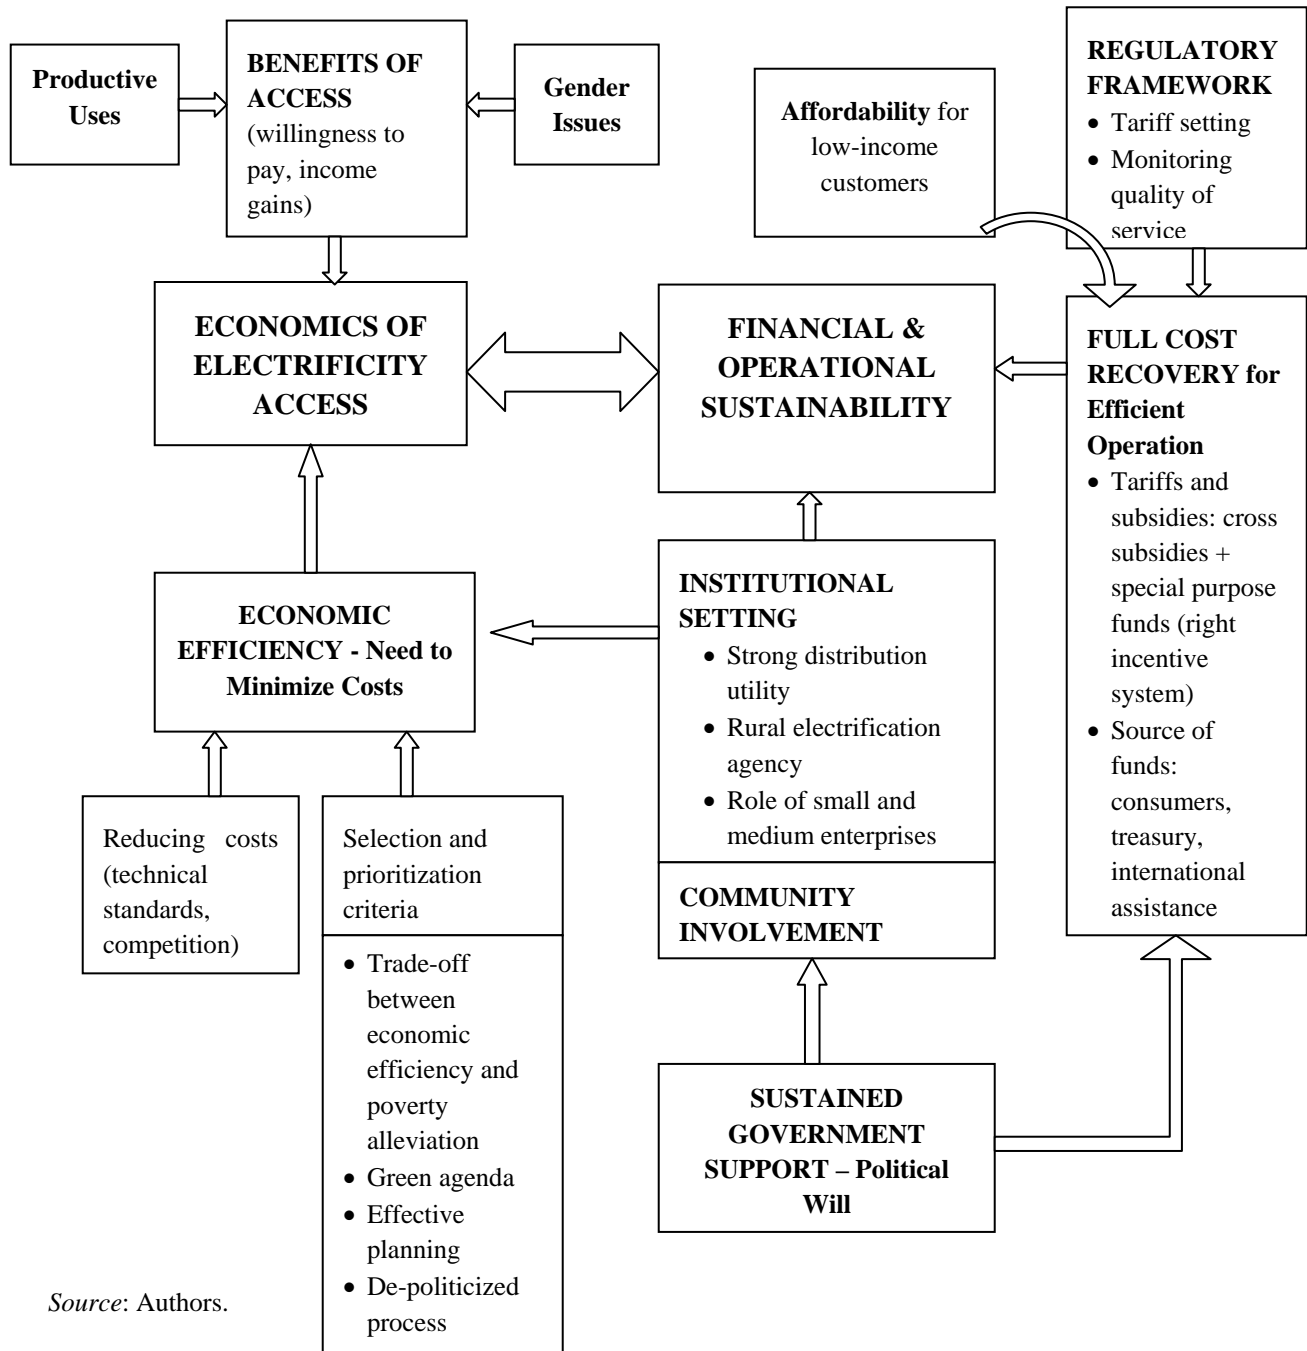 Productive
Uses
BENEFITS OF
ACCESS
(willingness to
pay, income
gains)
Gender
Issues
Affordability for
low-income
customers
REGULATORY
FRAMEWORK
• Tariff setting
• Monitoring
quality of
service
ECONOMICS OF
ELECTRIFICITY
ACCESS
FINANCIAL &
OPERATIONAL
SUSTAINABILITY
FULL COST
RECOVERY for
Efficient
Operation
• Tariffs and
subsidies: cross
subsidies +
special purpose
funds (right
incentive
system)
• Source of
funds:
consumers,
treasury,
international
assistance
ECONOMIC
EFFICIENCY - Need to
Minimize Costs
INSTITUTIONAL
SETTING
• Strong distribution
utility
• Rural electrification
agency
• Role of small and
medium enterprises
COMMUNITY
INVOLVEMENT
Reducing costs
(technical
standards,
competition)
Selection and
prioritization
criteria
• Trade-off
between
economic
efficiency and
poverty
alleviation
• Green agenda
• Effective
planning
• De-politicized
process
SUSTAINED
GOVERNMENT
SUPPORT – Political
Will
Source: Authors.